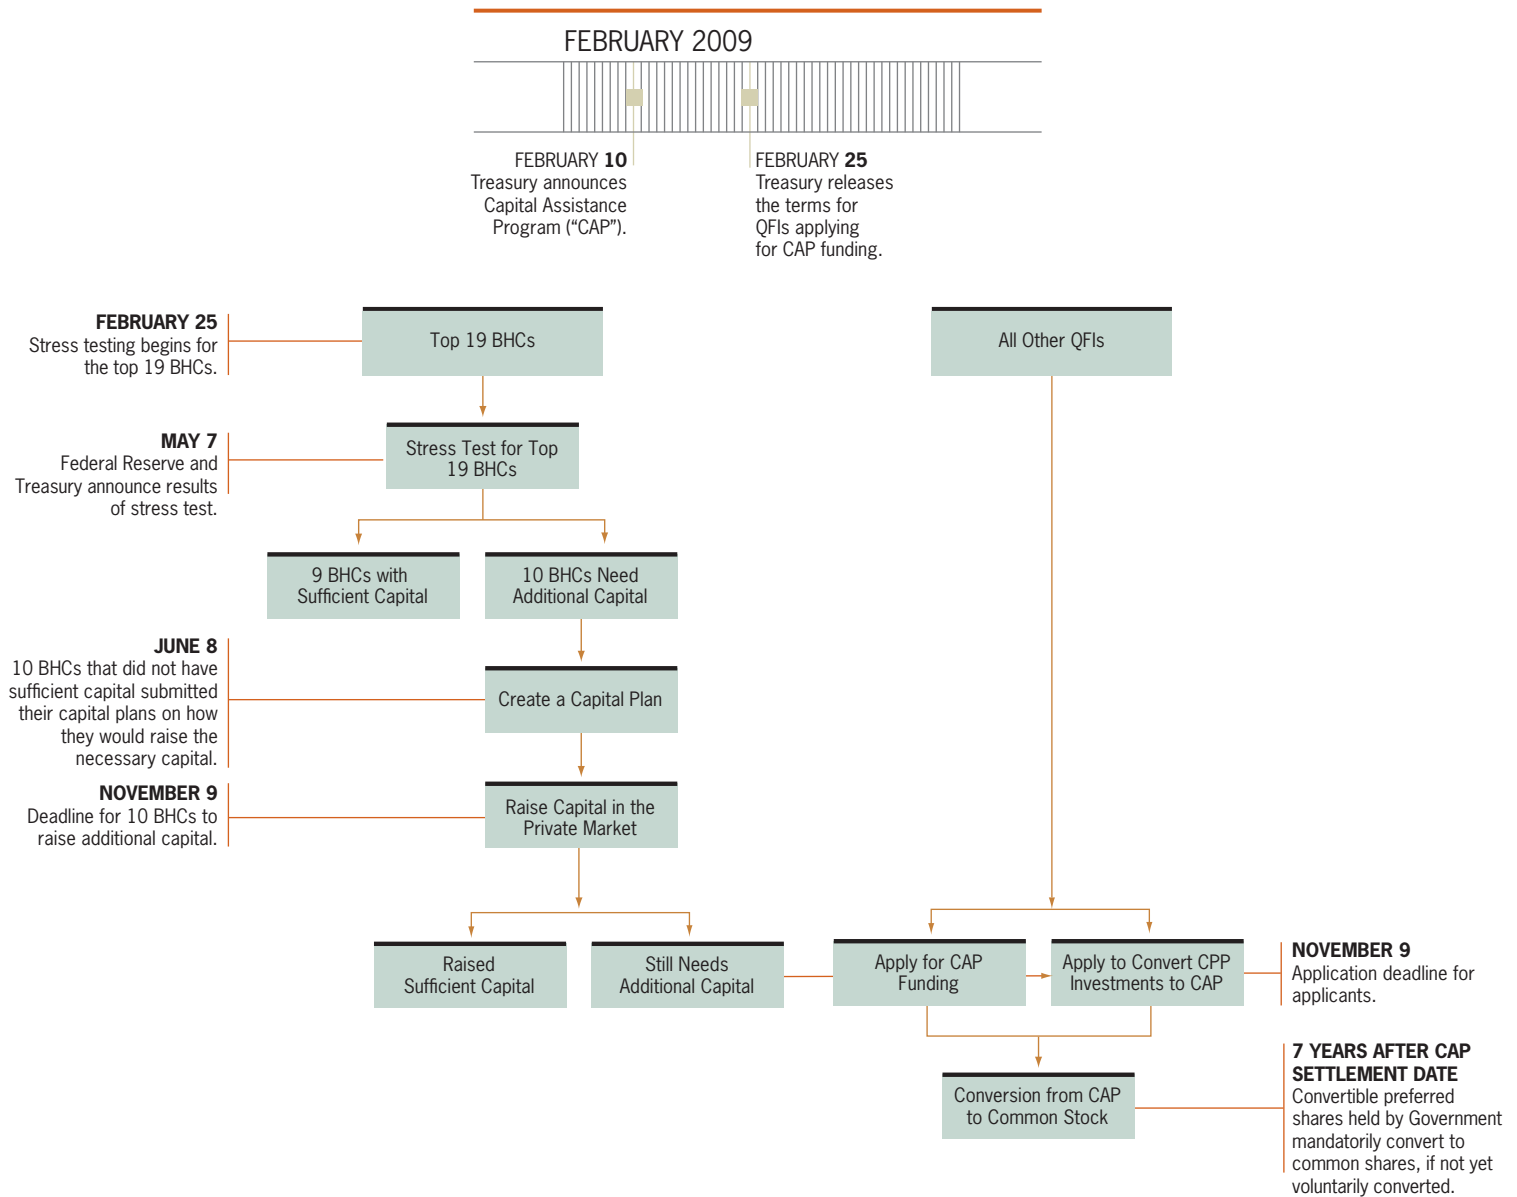 FEBRUARY 2009
FEBRUARY 10
Treasury announces
Capital Assistance
Program (“CAP”).
FEBRUARY 25
Treasury releases
the terms for
QFIs applying
for CAP funding.
FEBRUARY 25
Stress testing begins for
the top 19 BHCs.
Top 19 BHCs
All Other QFIs
MAY 7
Federal Reserve and
Treasury announce results
of stress test.
Stress Test for Top
19 BHCs
9 BHCs with
Sufficient Capital
10 BHCs Need
Additional Capital
JUNE 8
10 BHCs that did not have
sufficient capital submitted
their capital plans on how
they would raise the
necessary capital.
Create a Capital Plan
NOVEMBER 9
Deadline for 10 BHCs to
raise additional capital.
Raise Capital in the
Private Market
Raised
Sufficient Capital
Still Needs
Additional Capital
Apply for CAP
Funding
Apply to Convert CPP
Investments to CAP
NOVEMBER 9
Application deadline for
applicants.
Conversion from CAP
to Common Stock
7 YEARS AFTER CAP
SETTLEMENT DATE
Convertible preferred
shares held by Government
mandatorily convert to
common shares, if not yet
voluntarily converted.